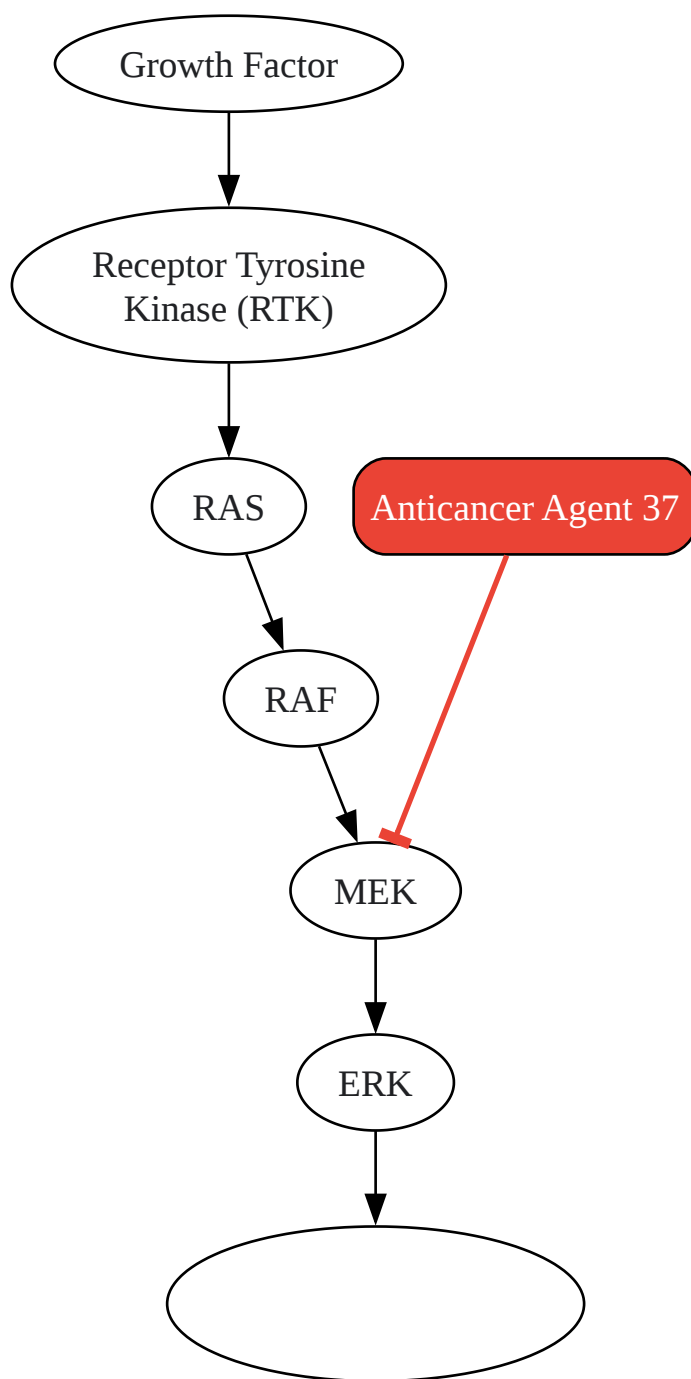 Growth Factor
Receptor Tyrosine
Kinase (RTK)
RAS
Anticancer Agent 37
RAF
MEK
ERK